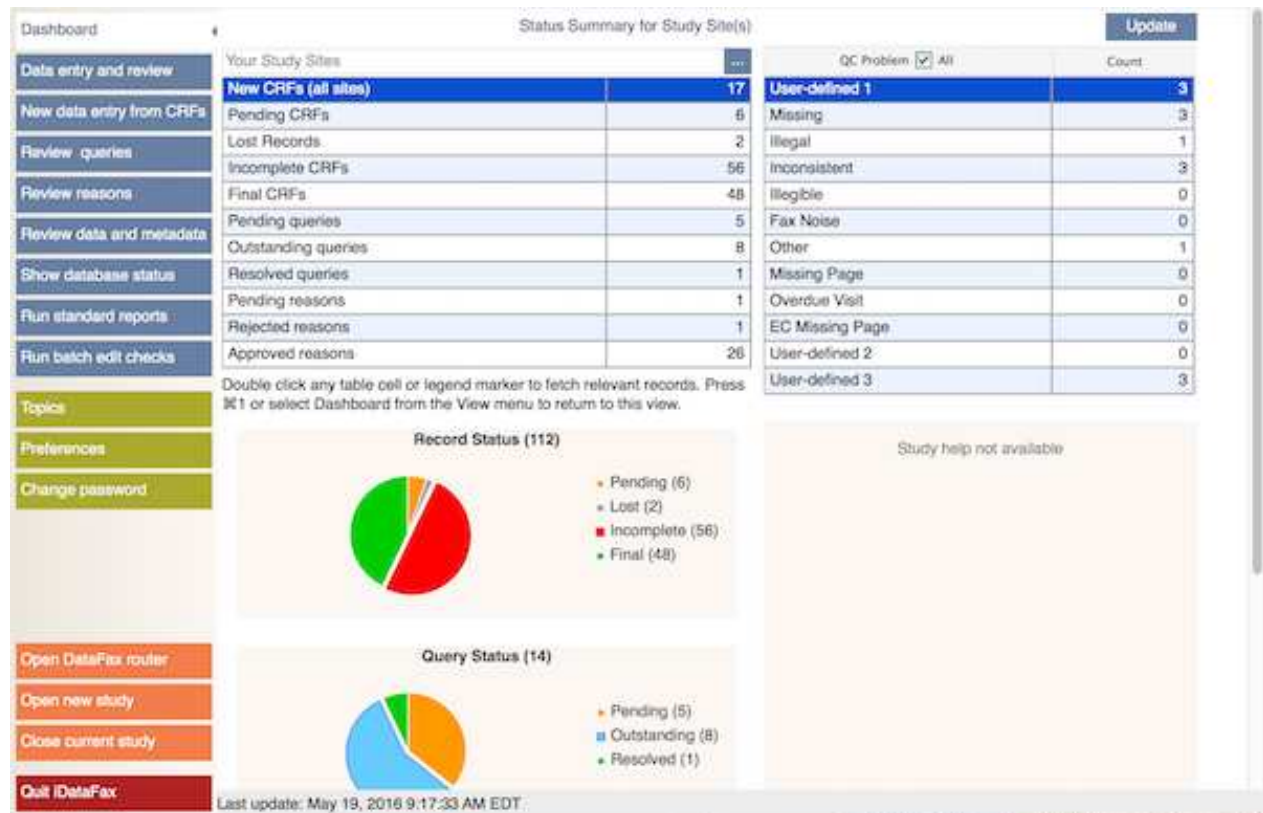 Dashboard
Data entry and review
New data entry from CRFs
Review queries
Review reasons
Review data and metadata
Show database status
Run standard reports
Run batch edit checks
Topics
Preferences
Change password
Open DataFax router
Open new study
Close current study
Quit iDataFax
Status Summary for Study Site(s)
Update
Your Study Sites ...
New CRFs (all sites) 17
Pending CRFs 6
Lost Records 2
Incomplete CRFs 56
Final CRFs 48
Pending queries 5
Outstanding queries 8
Resolved queries 1
Pending reasons 1
Rejected reasons 1
Approved reasons 26
Double click any table cell or legend marker to fetch relevant records. Press
⌘1 or select Dashboard from the View menu to return to this view.
QC Problem All Count
User-defined 1 3
Missing 3
Illegal 1
Inconsistent 3
Illegible 0
Fax Noise 0
Other 1
Missing Page 0
Overdue Visit 0
EC Missing Page 0
User-defined 2 0
User-defined 3 3
Record Status (112)
Pending (6)
Lost (2)
Incomplete (56)
Final (48)
Study help not available
Query Status (14)
Pending (5)
Outstanding (8)
Resolved (1)
Last update: May 19, 2016 9:17:33 AM EDT